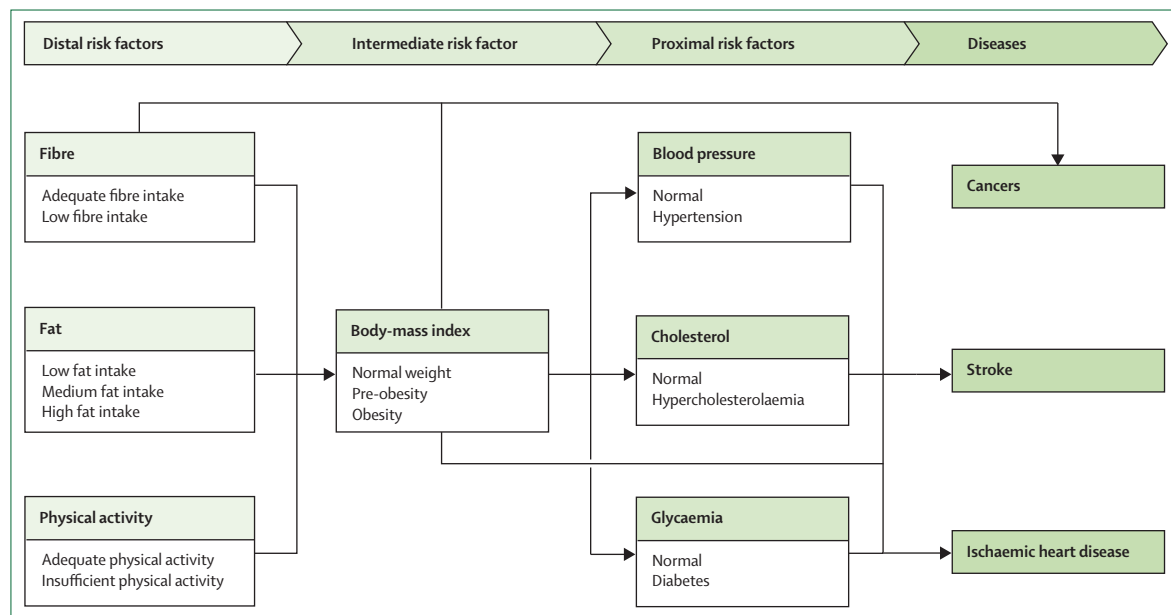 Distal risk factors
Intermediate risk factor
Proximal risk factors
Diseases
Fibre
Adequate fibre intake
Low fibre intake
Fat
Low fat intake
Medium fat intake
High fat intake
Physical activity
Adequate physical activity
Insufficient physical activity
Body-mass index
Normal weight
Pre-obesity
Obesity
Blood pressure
Normal
Hypertension
Cholesterol
Normal
Hypercholesterolaemia
Glycaemia
Normal
Diabetes
Cancers
Stroke
Ischaemic heart disease